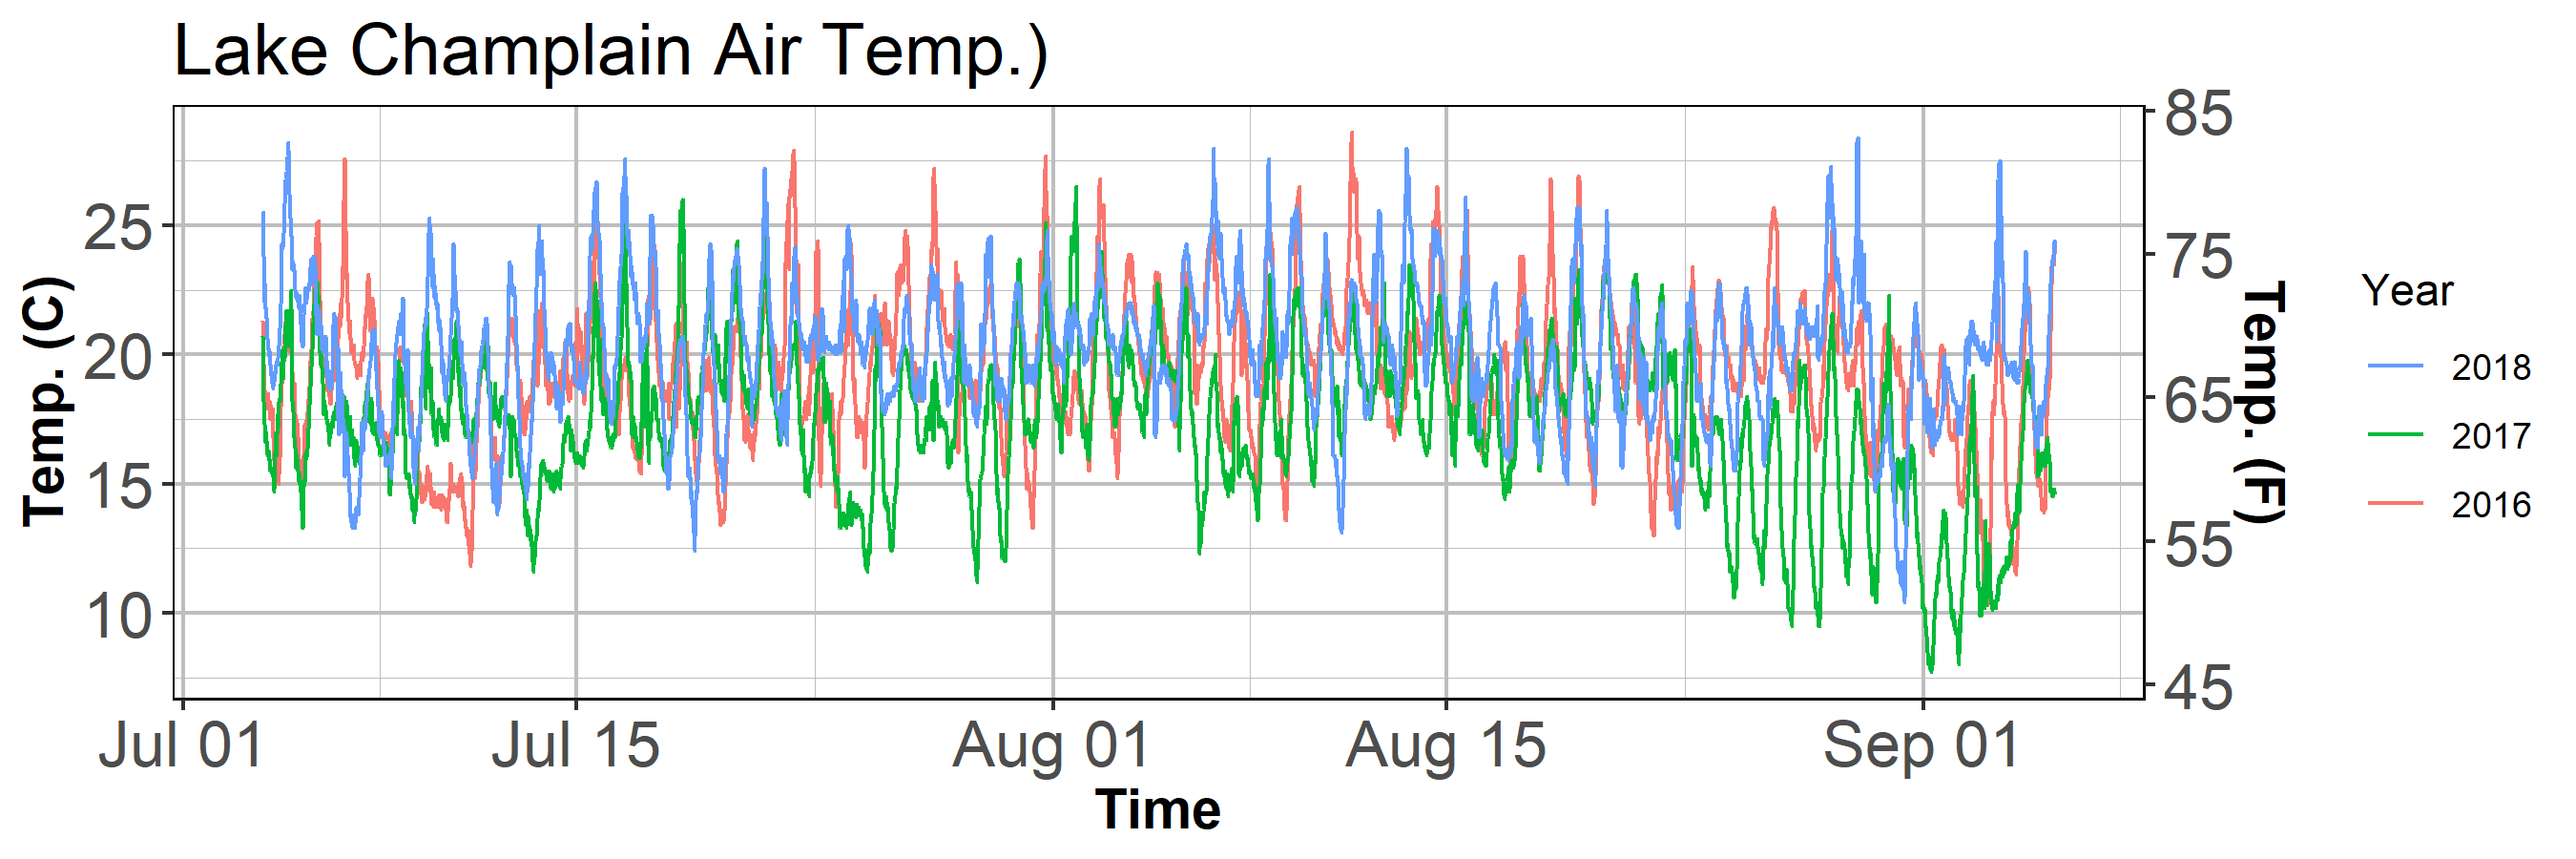 Lake Champlain Air Temp.)
Temp. (C)
25
20
15
10
85
75
65
55
45
Temp. (F)
Jul 01
Jul 15
Aug 01
Aug 15
Sep 01
Time
Year
2018
2017
2016